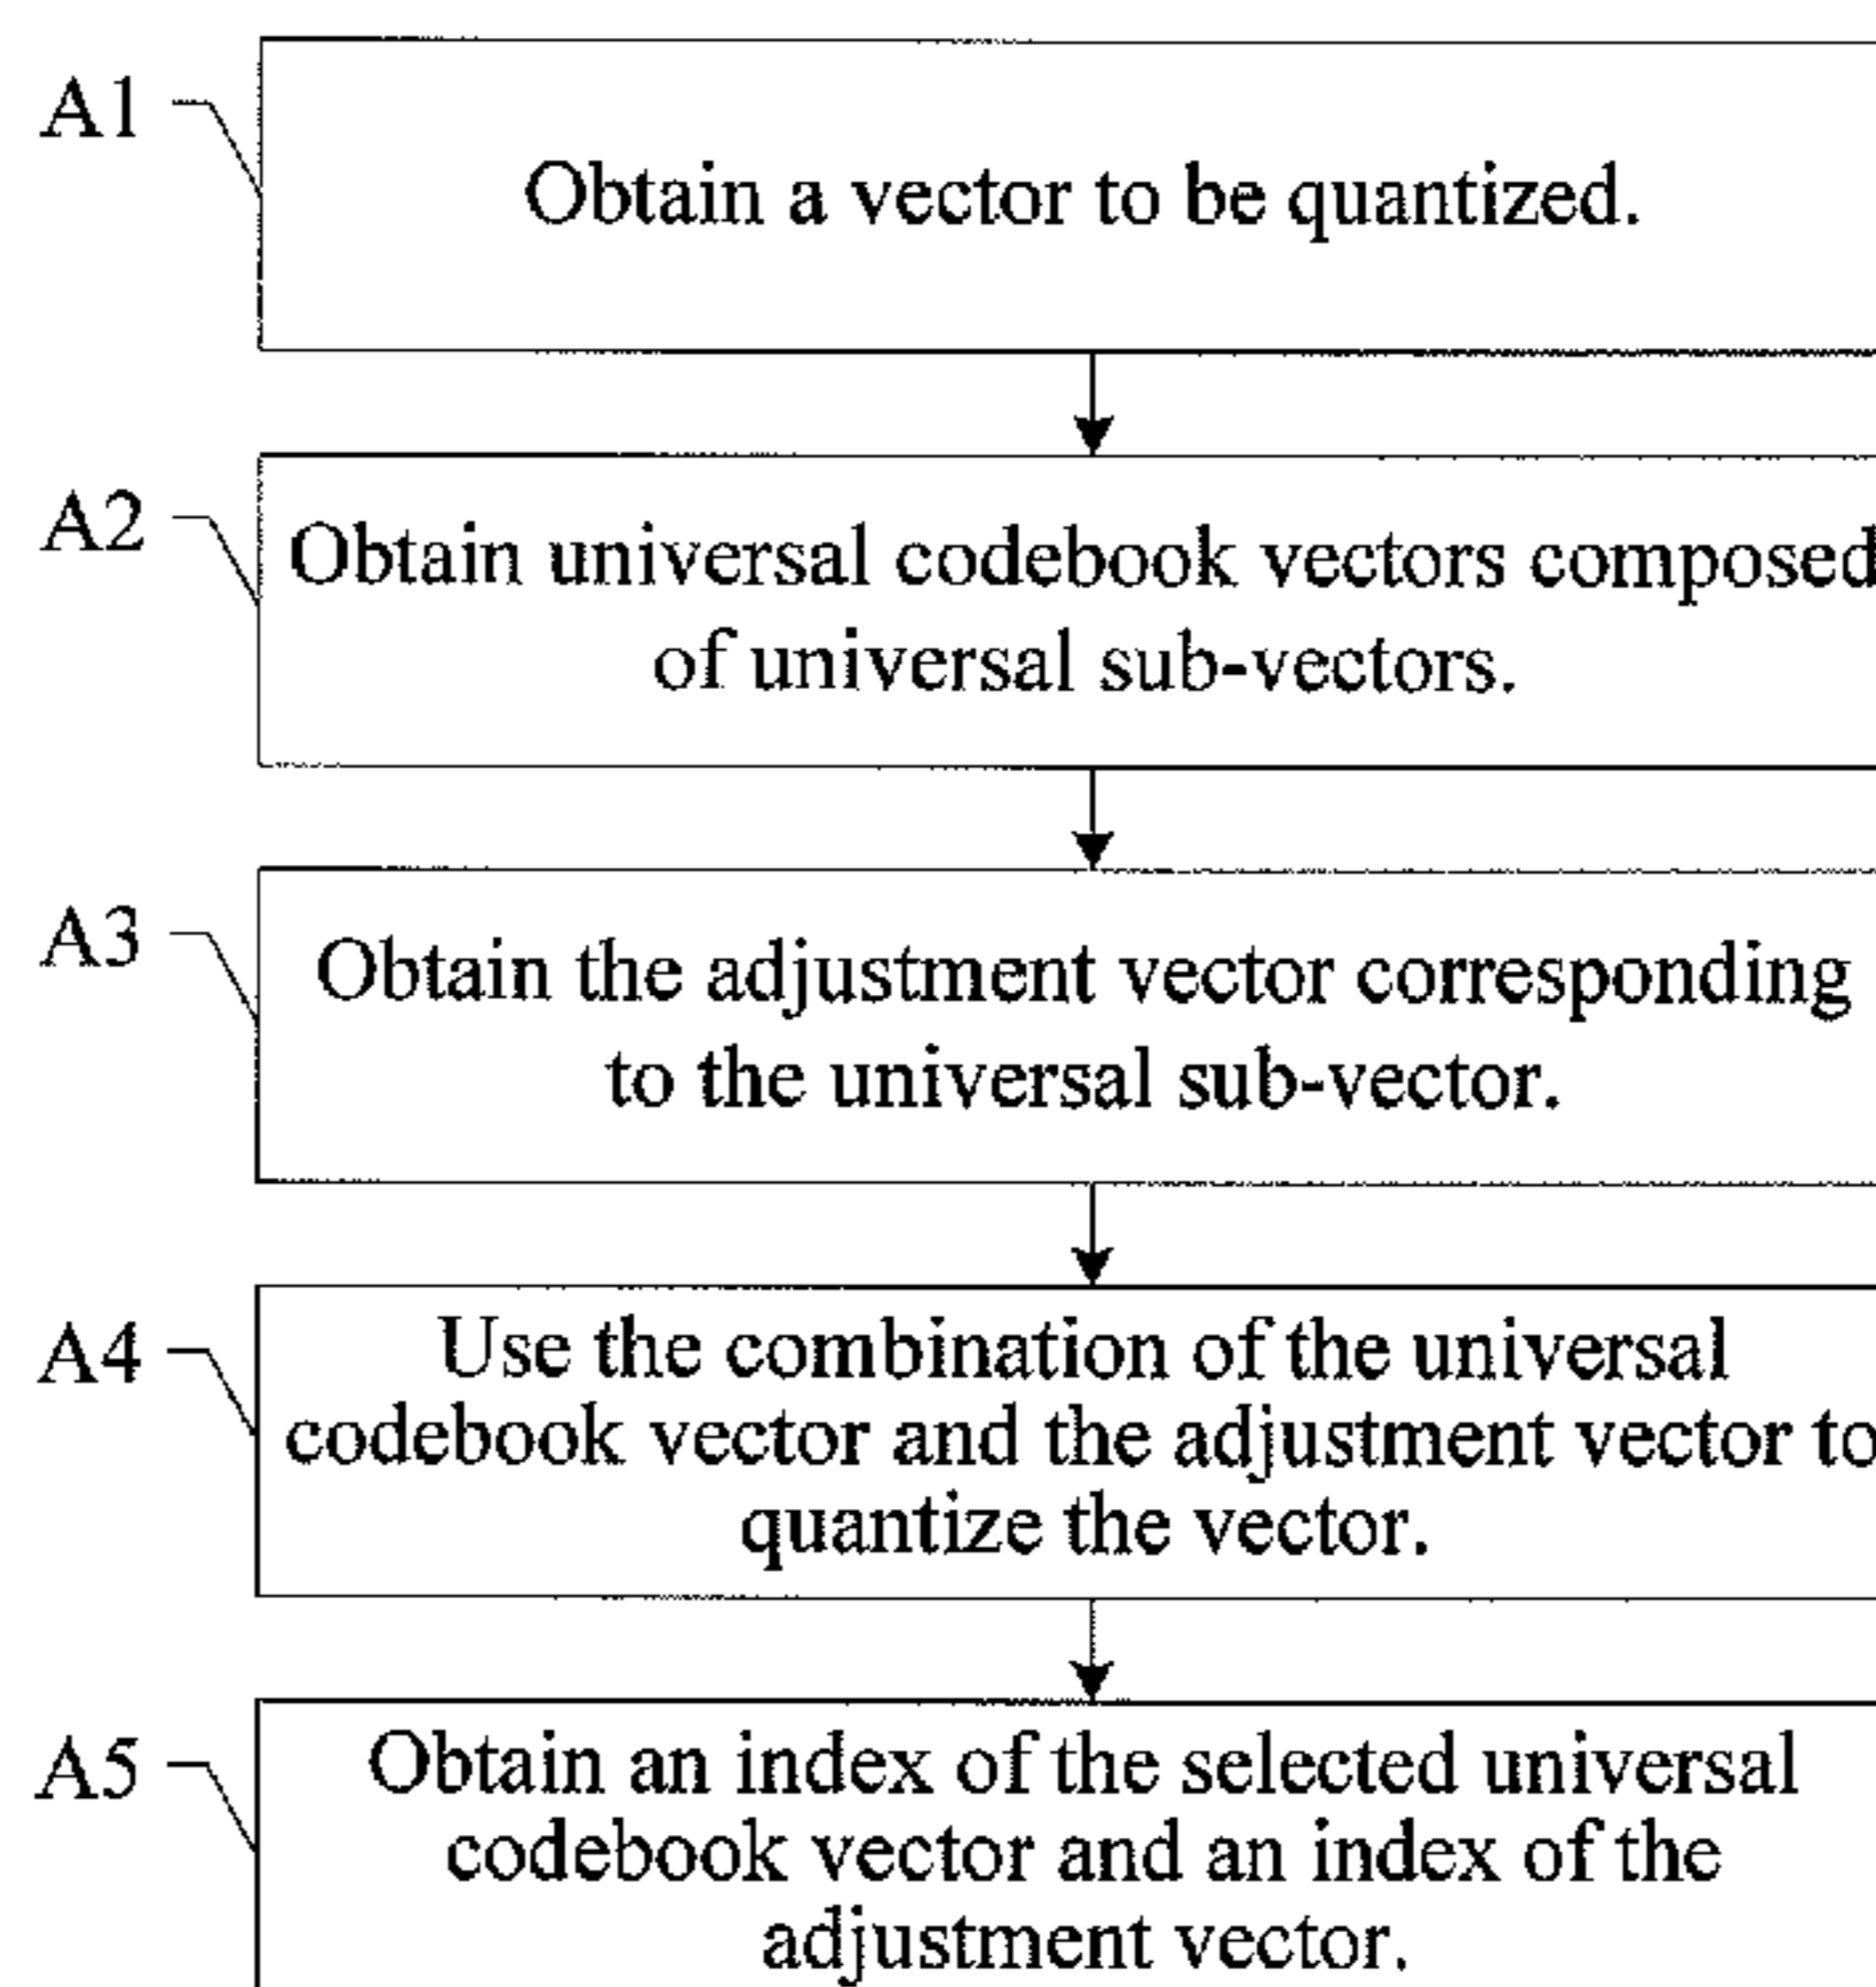 A1
Obtain a vector to be quantized.
A2
Obtain universal codebook vectors composed
of universal sub-vectors.
A3
Obtain the adjustment vector corresponding
to the universal sub-vector.
A4
Use the combination of the universal
codebook vector and the adjustment vector to
quantize the vector.
A5
Obtain an index of the selected universal
codebook vector and an index of the
adjustment vector.